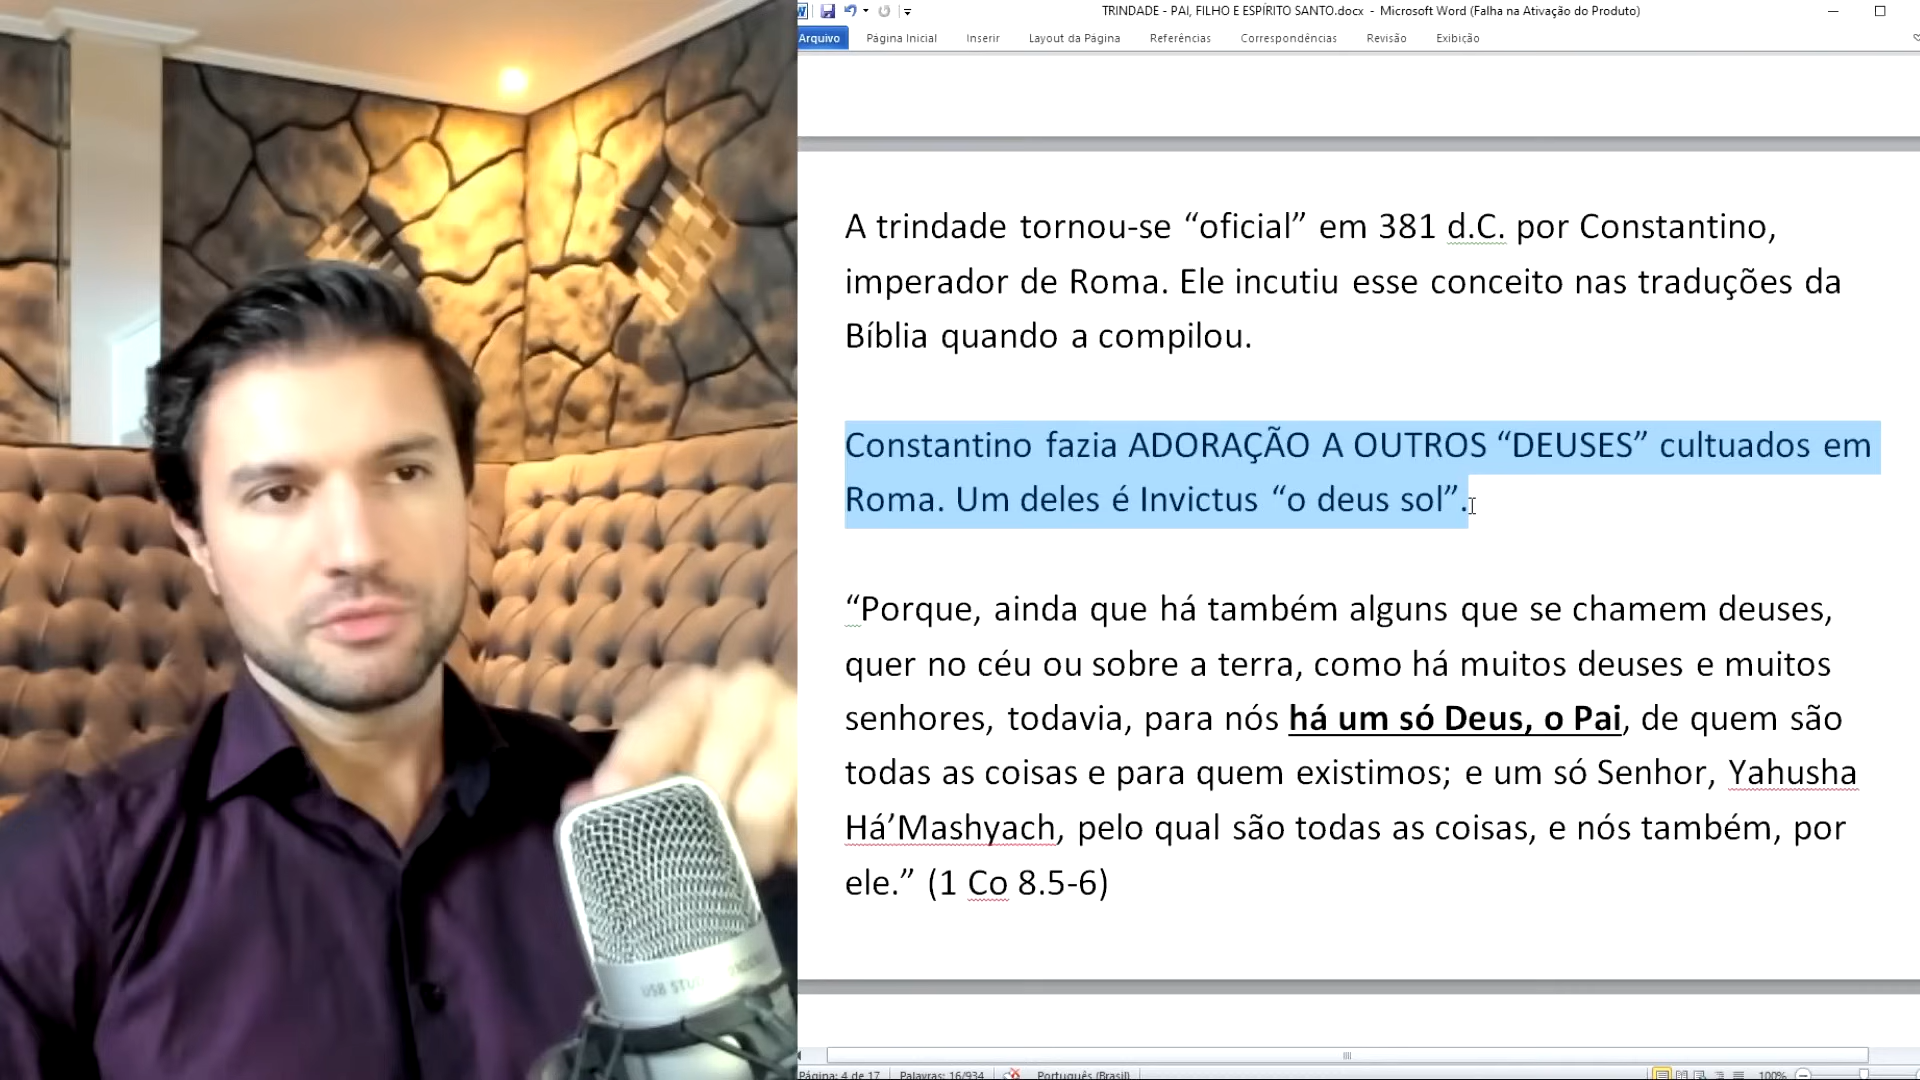 TRINDADE - PAI, FILHO E ESPÍRITO SANTO.docx - Microsoft Word (Falha na Ativação do Produto)
Arquivo Página Inicial Inserir Layout da Página Referências Correspondências Revisão Exibição
A trindade tornou-se “oficial” em 381 d.C. por Constantino,
imperador de Roma. Ele incutiu esse conceito nas traduções da
Bíblia quando a compilou.
Constantino fazia ADORAÇÃO A OUTROS “DEUSES” cultuados em
Roma. Um deles é Invictus “o deus sol”.
“Porque, ainda que há também alguns que se chamem deuses,
quer no céu ou sobre a terra, como há muitos deuses e muitos
senhores, todavia, para nós há um só Deus, o Pai, de quem são
todas as coisas e para quem existimos; e um só Senhor, Yahusha
Há’Mashyach, pelo qual são todas as coisas, e nós também, por
ele.” (1 Co 8.5-6)
Página: 4 de 17 Palavras: 16/934 Português (Brasil) 100%
USB